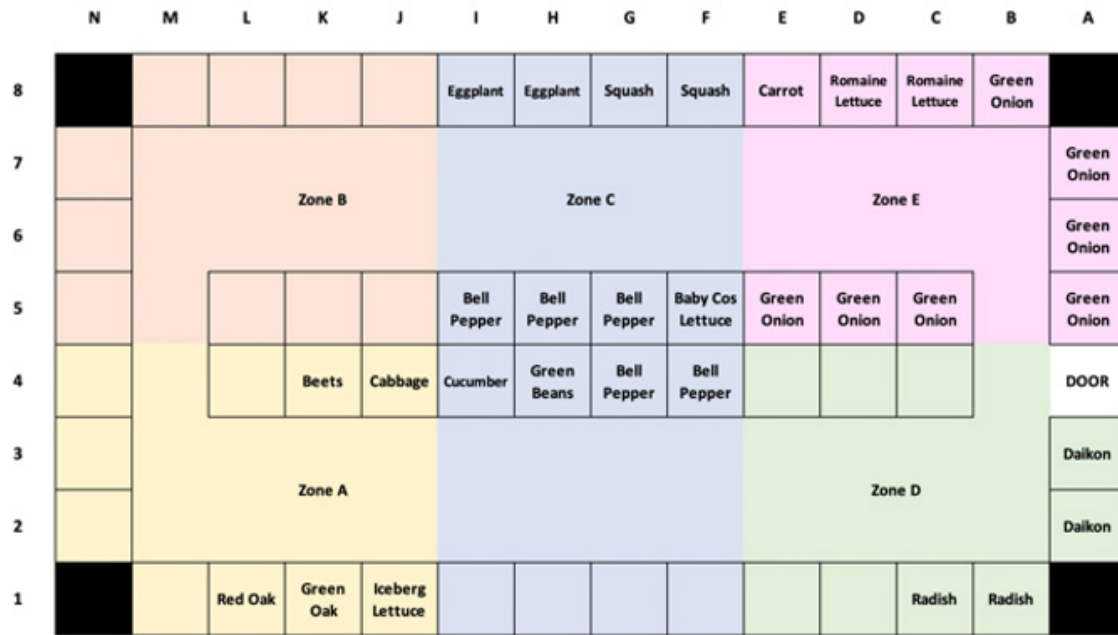 N M L K J I H G F E D C B A
8 Eggplant Eggplant Squash Squash Carrot Romaine Lettuce Romaine Lettuce Green Onion
7 Green Onion
Zone B Zone C Zone E
6 Green Onion
5 Bell Pepper Bell Pepper Bell Pepper Baby Cos Lettuce Green Onion Green Onion Green Onion Green Onion
4 Beets Cabbage Cucumber Green Beans Bell Pepper Bell Pepper DOOR
3 Daikon
Zone A Zone D
2 Daikon
1 Red Oak Green Oak Iceberg Lettuce Radish Radish